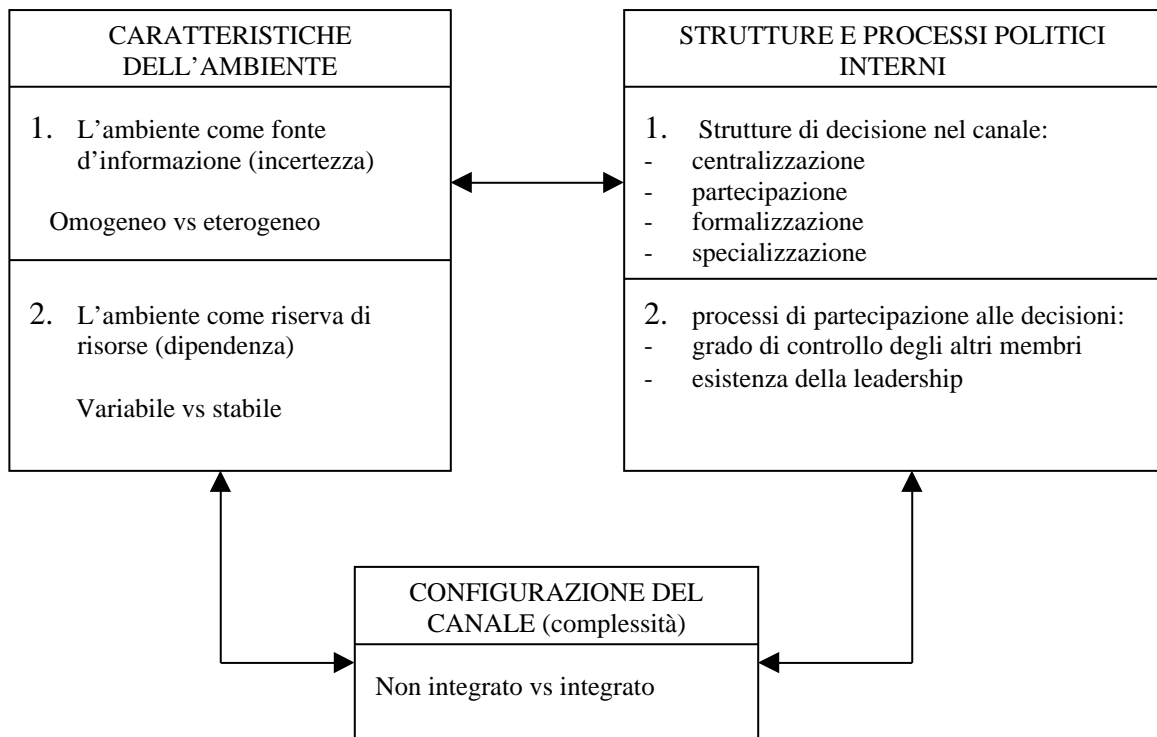 CARATTERISTICHE
DELL’AMBIENTE
1. L’ambiente come fonte
d’informazione (incertezza)
Omogeneo vs eterogeneo
2. L’ambiente come riserva di
risorse (dipendenza)
Variabile vs stabile
STRUTTURE E PROCESSI POLITICI
INTERNI
1. Strutture di decisione nel canale:
- centralizzazione
- partecipazione
- formalizzazione
- specializzazione
2. processi di partecipazione alle decisioni:
- grado di controllo degli altri membri
- esistenza della leadership
CONFIGURAZIONE DEL
CANALE (complessità)
Non integrato vs integrato